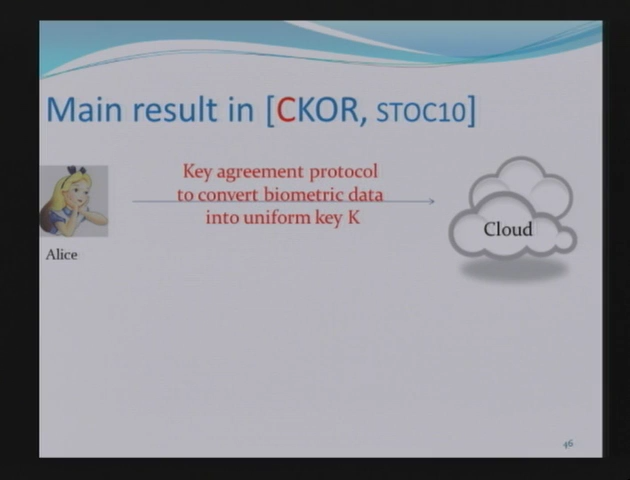 Main result in [CKOR, STOC10]
Key agreement protocol
to convert biometric data
into uniform key K
Cloud
Alice
46